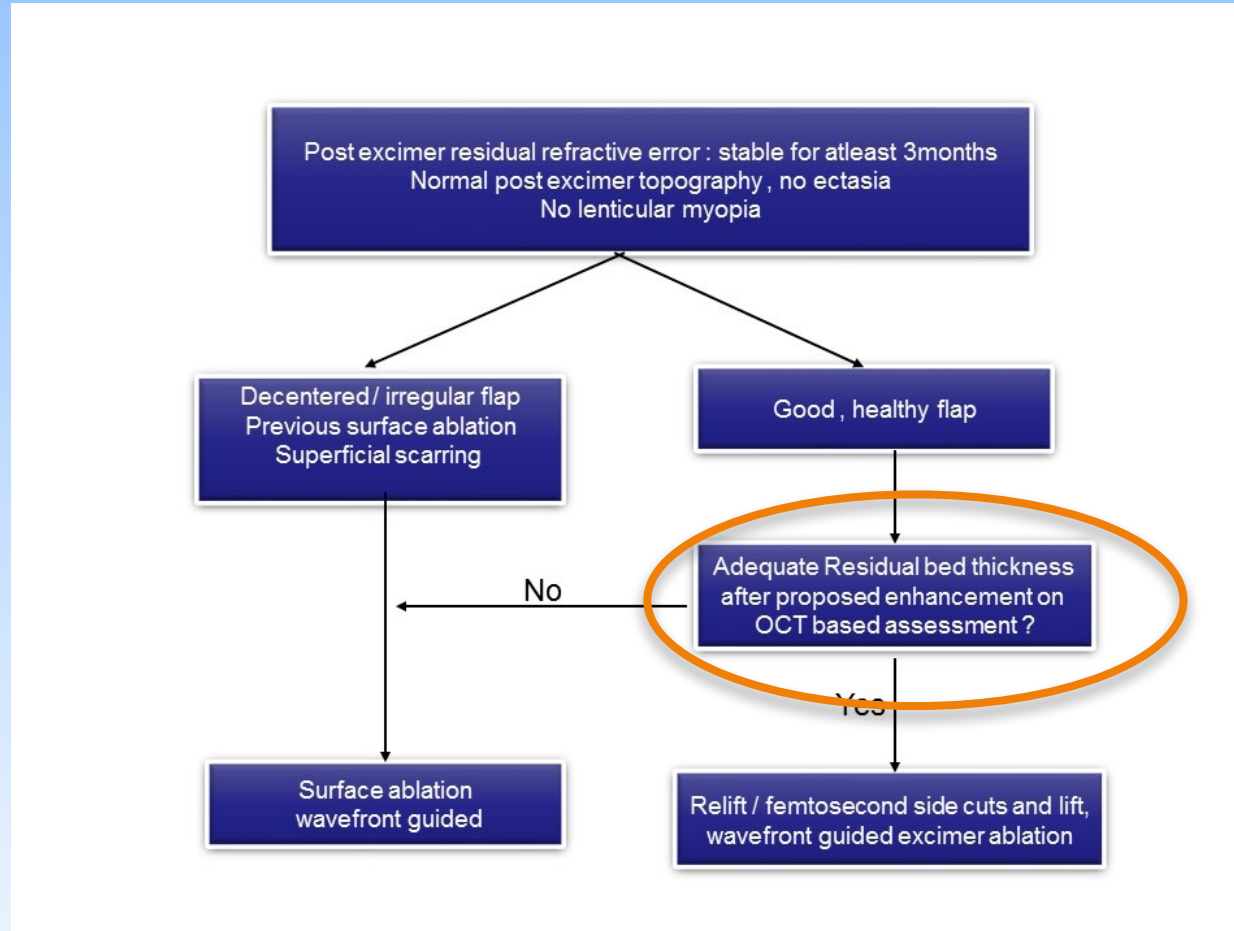 Post excimer residual refractive error : stable for atleast 3months
Normal post excimer topography , no ectasia
No lenticular myopia
Decentered / irregular flap
Previous surface ablation
Superficial scarring
Good , healthy flap
Adequate Residual bed thickness
after proposed enhancement on
OCT based assessment ?
No
Yes
Surface ablation
wavefront guided
Relift / femtosecond side cuts and lift,
wavefront guided excimer ablation